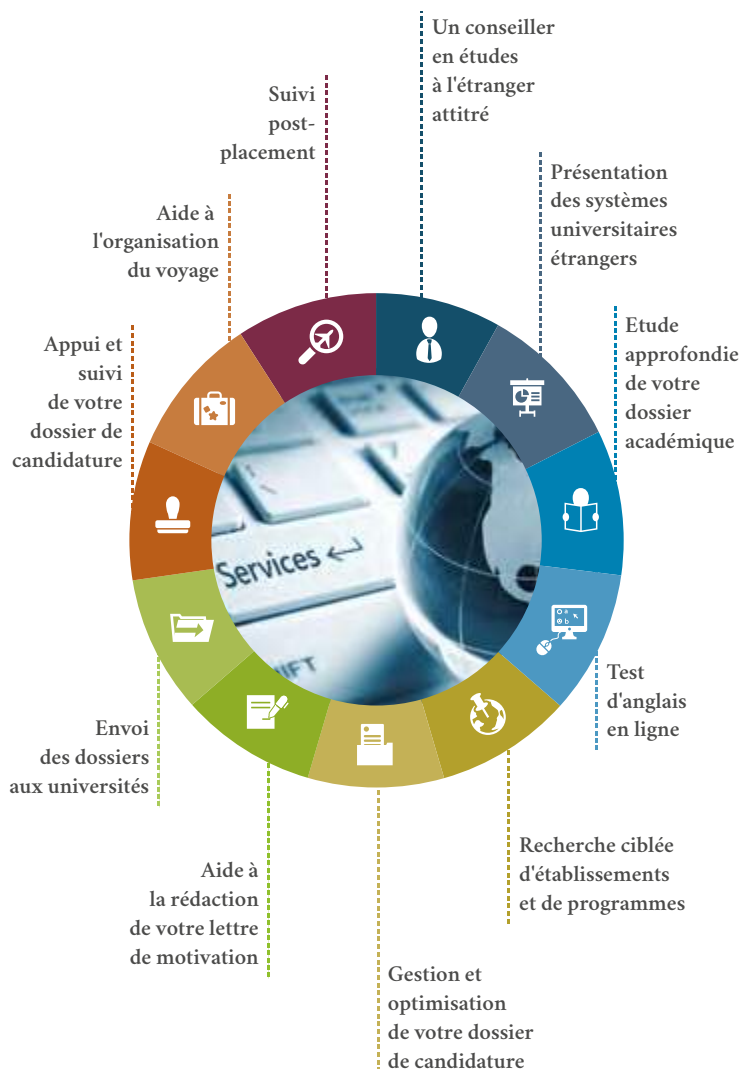 Un conseiller
en études
à l'étranger
attitré
Présentation
des systèmes
universitaires
étrangers
Etude
approfondie
de votre
dossier
académique
Test
d'anglais
en ligne
Recherche ciblée
d'établissements
et de programmes
Gestion et
optimisation
de votre dossier
de candidature
Aide à
la rédaction
de votre lettre
de motivation
Envoi
des dossiers
aux universités
Appui et
suivi
de votre
dossier de
candidature
Aide à
l'organisation
du voyage
Suivi
post-
placement
Services
a
b